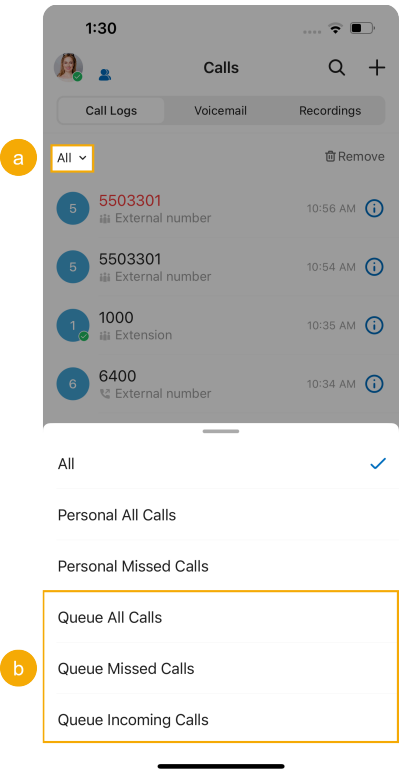 1:30
Calls
Call Logs Voicemail Recordings
a
All Remove
5 5503301 10:56 AM
External number
5 5503301 10:54 AM
External number
1 1000 10:35 AM
Extension
6 6400 10:34 AM
External number
All
Personal All Calls
Personal Missed Calls
Queue All Calls
b
Queue Missed Calls
Queue Incoming Calls